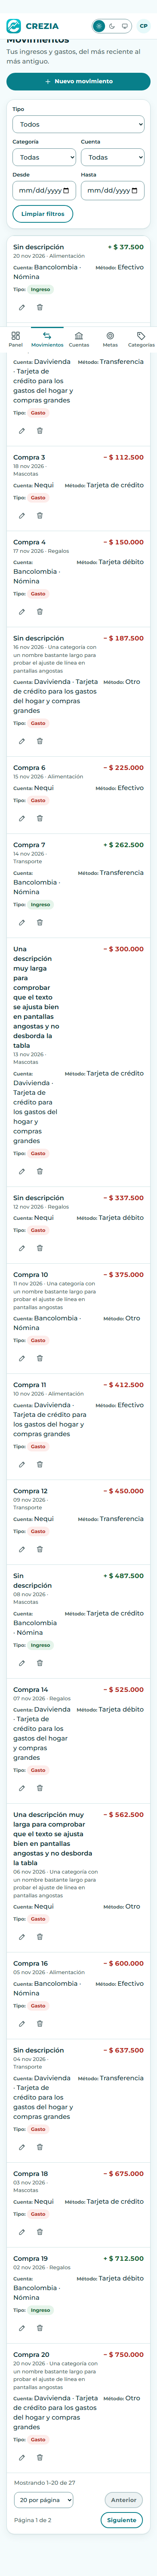 CREZIA
CP
Movimientos
Tus ingresos y gastos, del más reciente al
más antiguo.
+ Nuevo movimiento
Tipo
Todos
Categoría
Cuenta
Todas
Todas
Desde
Hasta
mm/dd/yyyy
mm/dd/yyyy
Limpiar filtros
Sin descripción
+ $ 37.500
20 nov 2026 · Alimentación
Cuenta: Bancolombia ·
Nómina
Método: Efectivo
Tipo: Ingreso
Panel
Movimientos
Cuentas
Metas
Categorías
Cuenta: Davivienda
· Tarjeta de
crédito para los
gastos del hogar y
compras grandes
Método: Transferencia
Tipo: Gasto
Compra 3
− $ 112.500
18 nov 2026 ·
Mascotas
Cuenta: Nequi
Método: Tarjeta de crédito
Tipo: Gasto
Compra 4
− $ 150.000
17 nov 2026 · Regalos
Cuenta:
Bancolombia ·
Nómina
Método: Tarjeta débito
Tipo: Gasto
Sin descripción
− $ 187.500
16 nov 2026 · Una categoría con
un nombre bastante largo para
probar el ajuste de línea en
pantallas angostas
Cuenta: Davivienda · Tarjeta
de crédito para los gastos
del hogar y compras
grandes
Método: Otro
Tipo: Gasto
Compra 6
− $ 225.000
15 nov 2026 · Alimentación
Cuenta: Nequi
Método: Efectivo
Tipo: Gasto
Compra 7
+ $ 262.500
14 nov 2026 ·
Transporte
Cuenta:
Bancolombia ·
Nómina
Método: Transferencia
Tipo: Ingreso
Una
descripción
muy larga
para
comprobar
que el texto
se ajusta bien
en pantallas
angostas y no
desborda la
tabla
− $ 300.000
13 nov 2026 ·
Mascotas
Cuenta:
Davivienda ·
Tarjeta de
crédito para
los gastos del
hogar y
compras
grandes
Método: Tarjeta de crédito
Tipo: Gasto
Sin descripción
− $ 337.500
12 nov 2026 · Regalos
Cuenta: Nequi
Método: Tarjeta débito
Tipo: Gasto
Compra 10
− $ 375.000
11 nov 2026 · Una categoría con
un nombre bastante largo para
probar el ajuste de línea en
pantallas angostas
Cuenta: Bancolombia ·
Nómina
Método: Otro
Tipo: Gasto
Compra 11
− $ 412.500
10 nov 2026 · Alimentación
Cuenta: Davivienda ·
Tarjeta de crédito para
los gastos del hogar y
compras grandes
Método: Efectivo
Tipo: Gasto
Compra 12
− $ 450.000
09 nov 2026 ·
Transporte
Cuenta: Nequi
Método: Transferencia
Tipo: Gasto
Sin
descripción
+ $ 487.500
08 nov 2026 ·
Mascotas
Cuenta:
Bancolombia
· Nómina
Método: Tarjeta de crédito
Tipo: Ingreso
Compra 14
− $ 525.000
07 nov 2026 · Regalos
Cuenta: Davivienda
· Tarjeta de
crédito para los
gastos del hogar
y compras
grandes
Método: Tarjeta débito
Tipo: Gasto
Una descripción muy
larga para comprobar
que el texto se ajusta
bien en pantallas
angostas y no desborda
la tabla
− $ 562.500
06 nov 2026 · Una categoría con
un nombre bastante largo para
probar el ajuste de línea en
pantallas angostas
Cuenta: Nequi
Método: Otro
Tipo: Gasto
Compra 16
− $ 600.000
05 nov 2026 · Alimentación
Cuenta: Bancolombia ·
Nómina
Método: Efectivo
Tipo: Gasto
Sin descripción
− $ 637.500
04 nov 2026 ·
Transporte
Cuenta: Davivienda
· Tarjeta de
crédito para los
gastos del hogar y
compras grandes
Método: Transferencia
Tipo: Gasto
Compra 18
− $ 675.000
03 nov 2026 ·
Mascotas
Cuenta: Nequi
Método: Tarjeta de crédito
Tipo: Gasto
Compra 19
+ $ 712.500
02 nov 2026 · Regalos
Cuenta:
Bancolombia ·
Nómina
Método: Tarjeta débito
Tipo: Ingreso
Compra 20
− $ 750.000
20 nov 2026 · Una categoría con
un nombre bastante largo para
probar el ajuste de línea en
pantallas angostas
Cuenta: Davivienda · Tarjeta
de crédito para los gastos
del hogar y compras
grandes
Método: Otro
Tipo: Gasto
Mostrando 1–20 de 27
20 por página
Anterior
Página 1 de 2
Siguiente